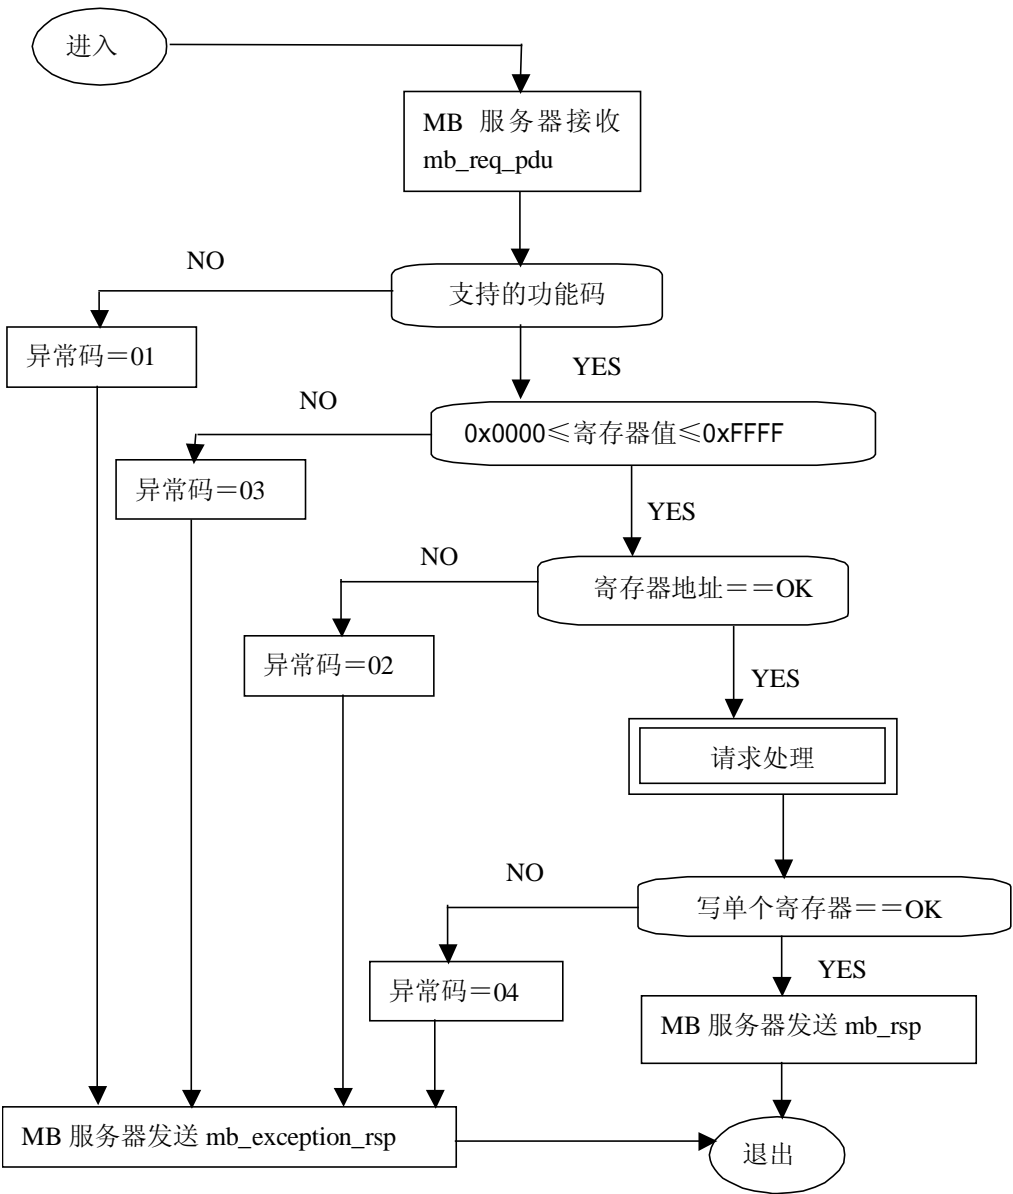 进入
MB 服务器接收
mb_req_pdu
NO
支持的功能码
异常码＝01
YES
NO
0x0000≤寄存器值≤0xFFFF
异常码＝03
YES
NO
寄存器地址＝＝OK
异常码＝02
YES
请求处理
NO
写单个寄存器＝＝OK
YES
异常码＝04
MB 服务器发送 mb_rsp
MB 服务器发送 mb_exception_rsp
退出